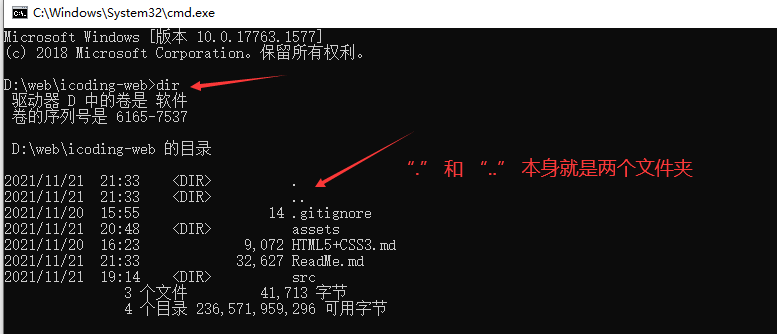 C:\Windows\System32\cmd.exe
Microsoft Windows [版本 10.0.17763.1577]
(c) 2018 Microsoft Corporation。保留所有权利。
D:\web\icoding-web>dir
驱动器 D 中的卷是 软件
卷的序列号是 6165-7537
D:\web\icoding-web 的目录
“.” 和 “..” 本身就是两个文件夹
2021/11/21  21:33    <DIR>          .
2021/11/21  21:33    <DIR>          ..
2021/11/20  15:55                14 .gitignore
2021/11/21  20:48    <DIR>          assets
2021/11/20  16:23             9,072 HTML5+CSS3.md
2021/11/21  21:33            32,627 ReadMe.md
2021/11/21  19:14    <DIR>          src
3 个文件         41,713 字节
4 个目录 236,571,959,296 可用字节